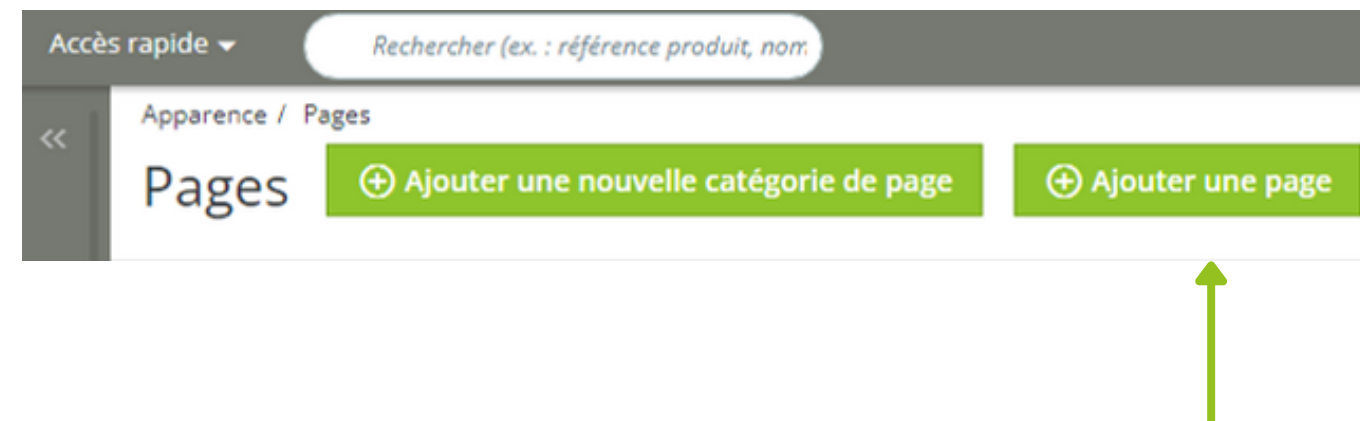 Accès rapide
Rechercher (ex. : référence produit, nom
Apparence / Pages
Pages
Ajouter une nouvelle catégorie de page
Ajouter une page